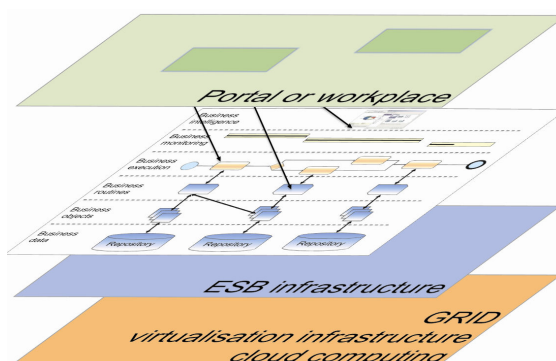 Portal or workplace
Business
intelligence
Business
monitoring
Business
execution
Business
routines
Business
objects
Business
data
Repository
Repository
Repository
ESB infrastructure
GRID
virtualisation infrastructure
cloud computing